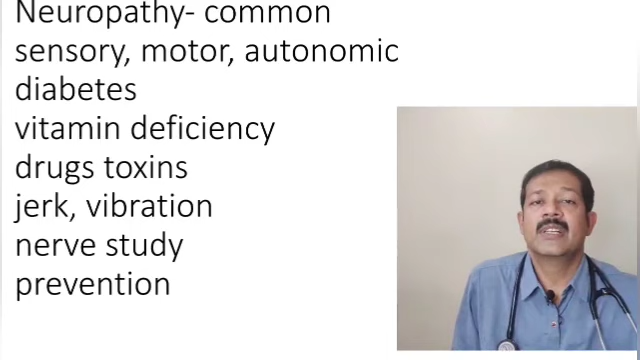 Neuropathy- common
sensory, motor, autonomic
diabetes
vitamin deficiency
drugs toxins
jerk, vibration
nerve study
prevention